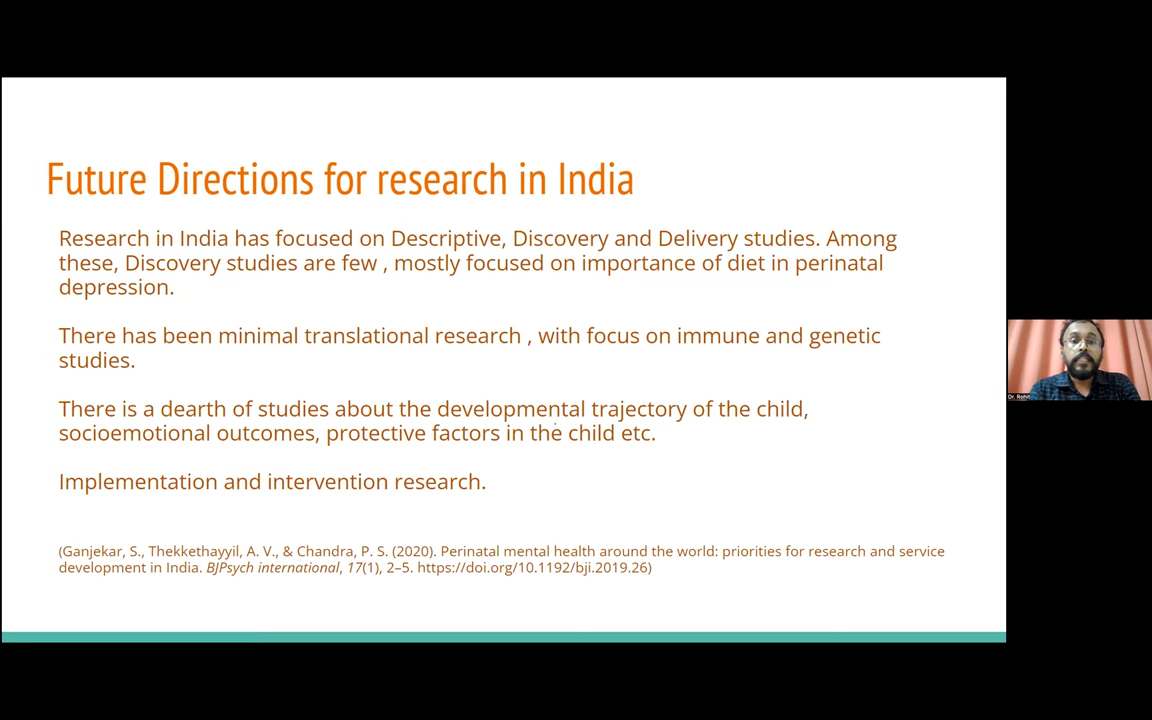 Future Directions for research in India
Research in India has focused on Descriptive, Discovery and Delivery studies. Among
these, Discovery studies are few , mostly focused on importance of diet in perinatal
depression.
There has been minimal translational research , with focus on immune and genetic
studies.
There is a dearth of studies about the developmental trajectory of the child,
socioemotional outcomes, protective factors in the child etc.
Implementation and intervention research.
(Ganjekar, S., Thekkethayyil, A. V., & Chandra, P. S. (2020). Perinatal mental health around the world: priorities for research and service
development in India. BJPsych international, 17(1), 2–5. https://doi.org/10.1192/bji.2019.26)
Dr. Rohit